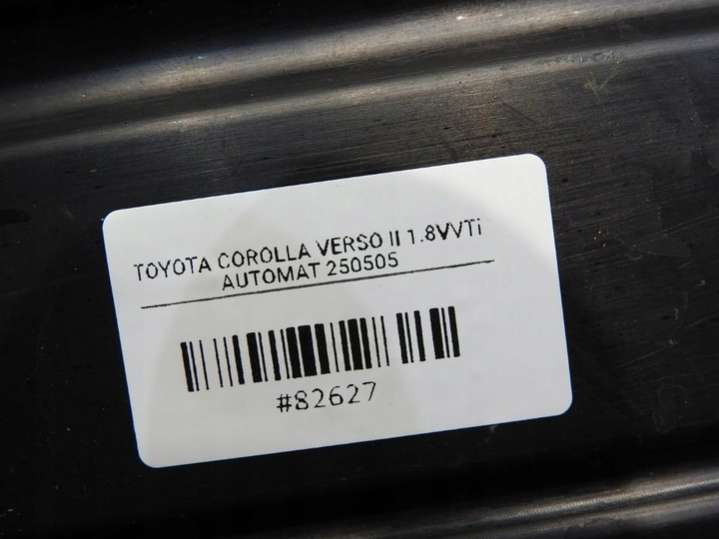 TOYOTA COROLLA VERSO II 1.8VVTi
AUTOMAT 250505
#82627